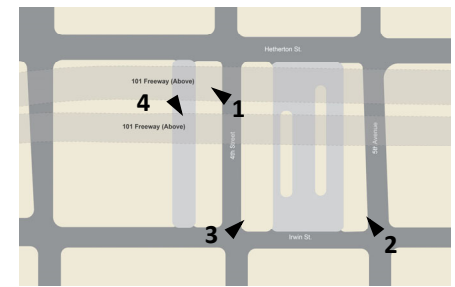 Hetherton St.
101 Freeway (Above)
4
1
101 Freeway (Above)
4th Street
5th Avenue
3
Irwin St.
2